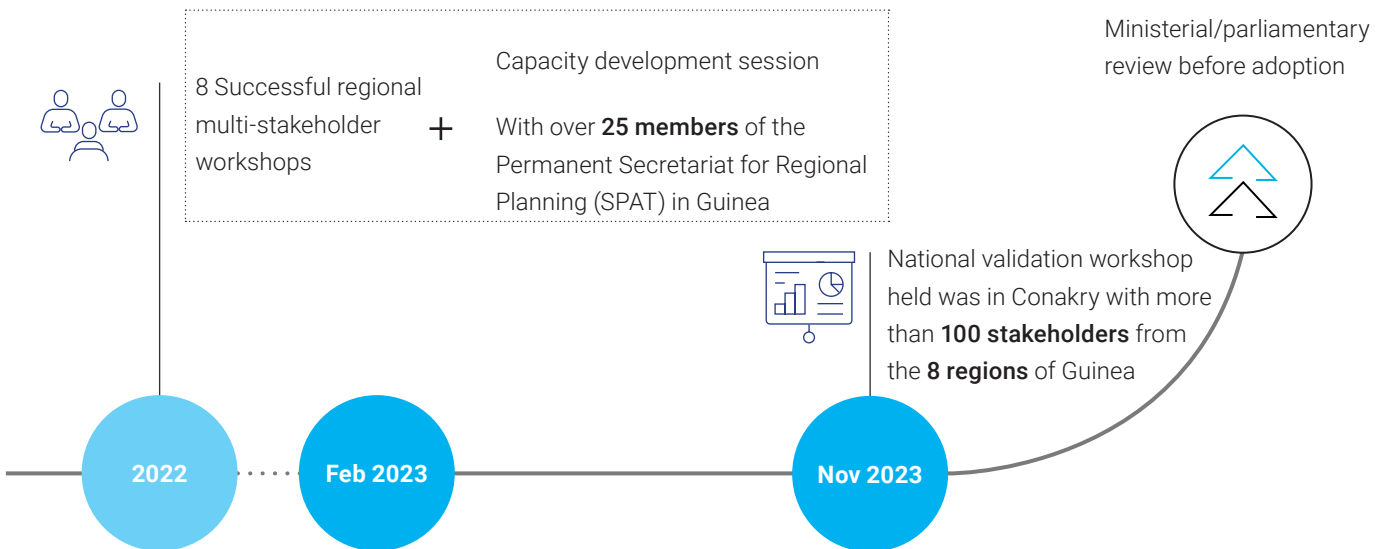 8 Successful regional
multi-stakeholder
workshops
+
Capacity development session
With over 25 members of the
Permanent Secretariat for Regional
Planning (SPAT) in Guinea
Ministerial/parliamentary
review before adoption
National validation workshop
held was in Conakry with more
than 100 stakeholders from
the 8 regions of Guinea
2022
Feb 2023
Nov 2023